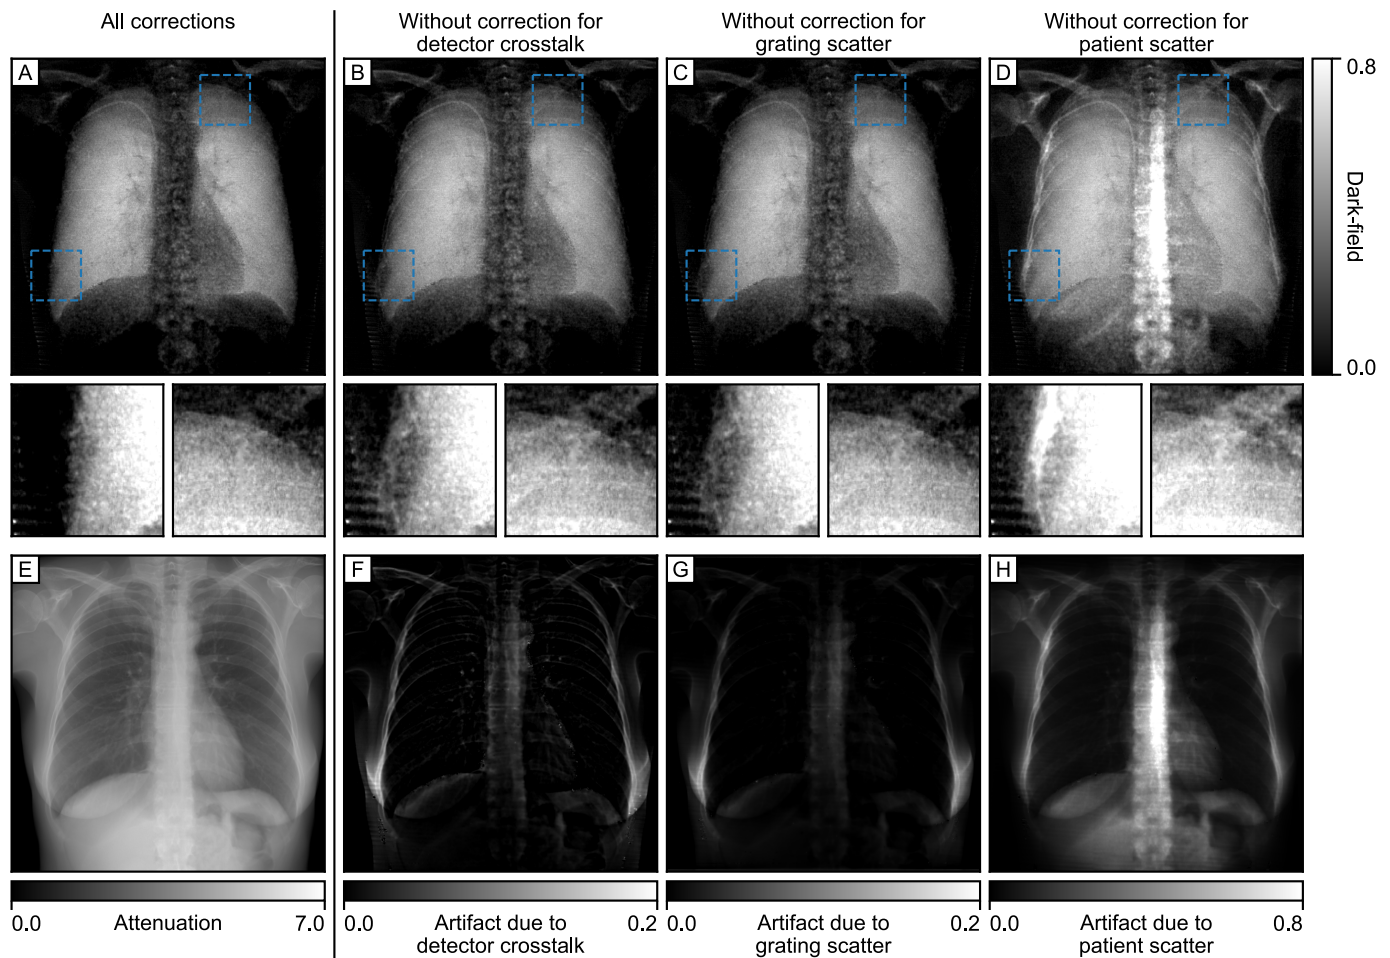 All corrections
Without correction for
detector crosstalk
Without correction for
grating scatter
Without correction for
patient scatter
A
B
C
D
0.8
Dark-field
0.0
E
F
G
H
0.0
Attenuation
7.0
0.0
Artifact due to
detector crosstalk
0.2
0.0
Artifact due to
grating scatter
0.2
0.0
Artifact due to
patient scatter
0.8